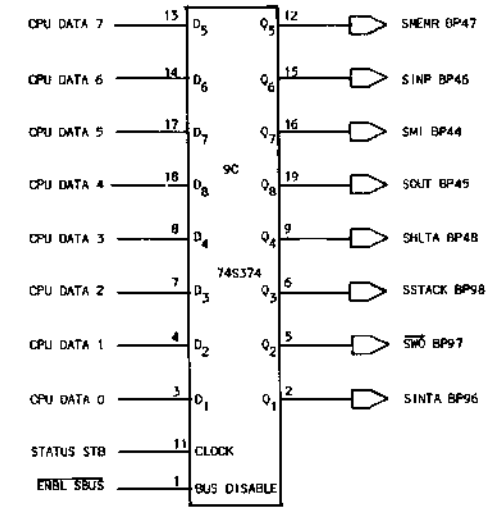 CPU DATA 7 13 D5 Q5 12 SMEMR BP47
CPU DATA 6 14 D6 Q6 15 SINP BP46
CPU DATA 5 17 D7 Q7 16 SMI BP44
9C
CPU DATA 4 18 D8 Q8 19 SOUT BP45
CPU DATA 3 8 D4 Q4 9 SHLTA BP48
74S374
CPU DATA 2 7 D3 Q3 6 SSTACK BP98
CPU DATA 1 4 D2 Q2 5 SWO BP97
CPU DATA 0 3 D1 Q1 2 SINTA BP96
STATUS STB 11 CLOCK
ENBL SBUS 1 BUS DISABLE